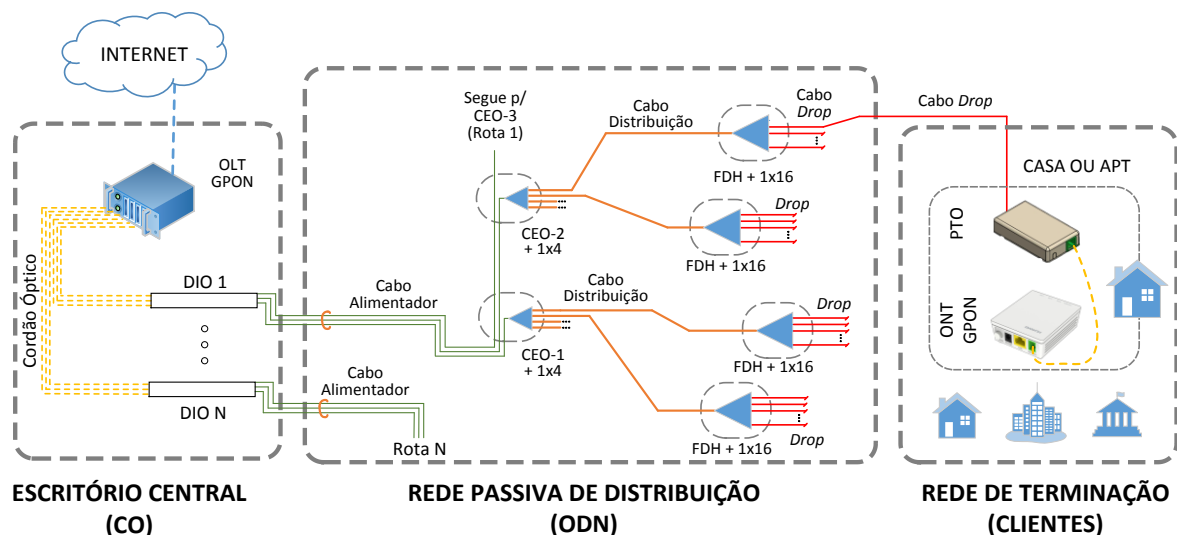 INTERNET
OLT
GPON
Cordão Óptico
DIO 1
DIO N
Cabo
Alimentador
Cabo
Alimentador
Rota N
Segue p/
CEO-3
(Rota 1)
CEO-2
+ 1x4
CEO-1
+ 1x4
Cabo
Distribuição
Cabo
Distribuição
Cabo
Drop
FDH + 1x16
Drop
FDH + 1x16
Drop
FDH + 1x16
FDH + 1x16
Drop
Cabo Drop
CASA OU APT
PTO
ONT
GPON
ESCRITÓRIO CENTRAL
(CO)
REDE PASSIVA DE DISTRIBUIÇÃO
(ODN)
REDE DE TERMINAÇÃO
(CLIENTES)